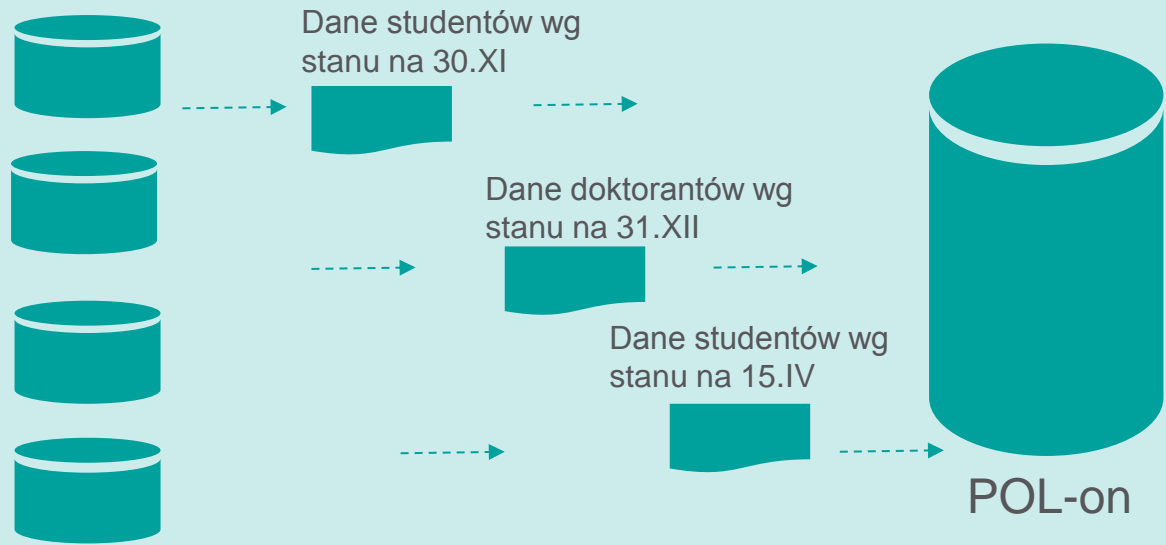 Dane studentów wg
stanu na 30.XI
Dane doktorantów wg
stanu na 31.XII
Dane studentów wg
stanu na 15.IV
POL-on